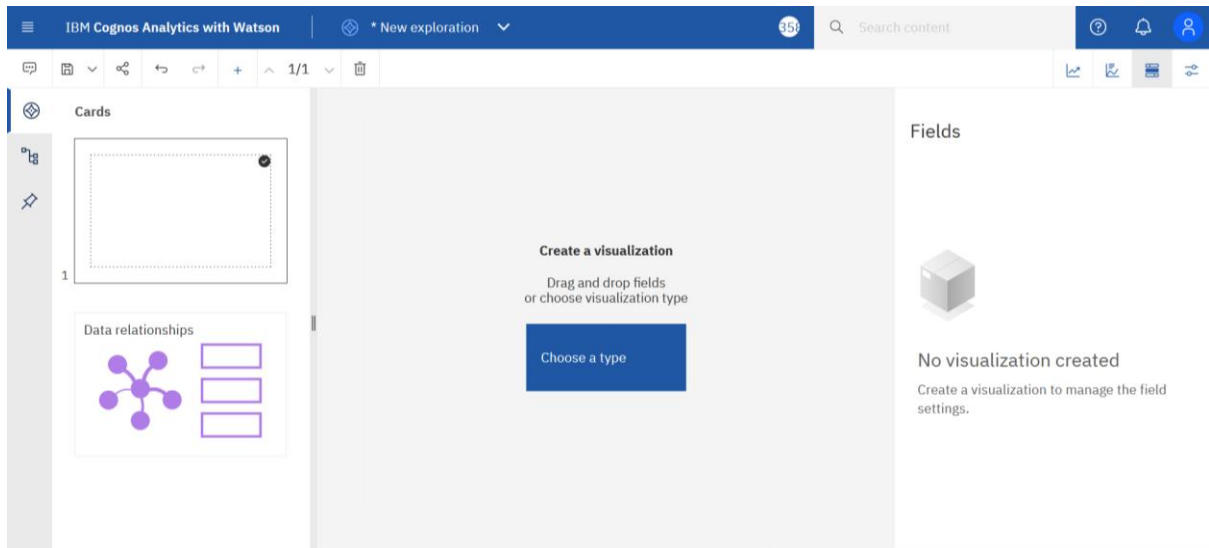 IBM Cognos Analytics with Watson
* New exploration
358
Search content
1/1
Cards
1
Data relationships
Create a visualization
Drag and drop fields
or choose visualization type
Choose a type
Fields
No visualization created
Create a visualization to manage the field
settings.